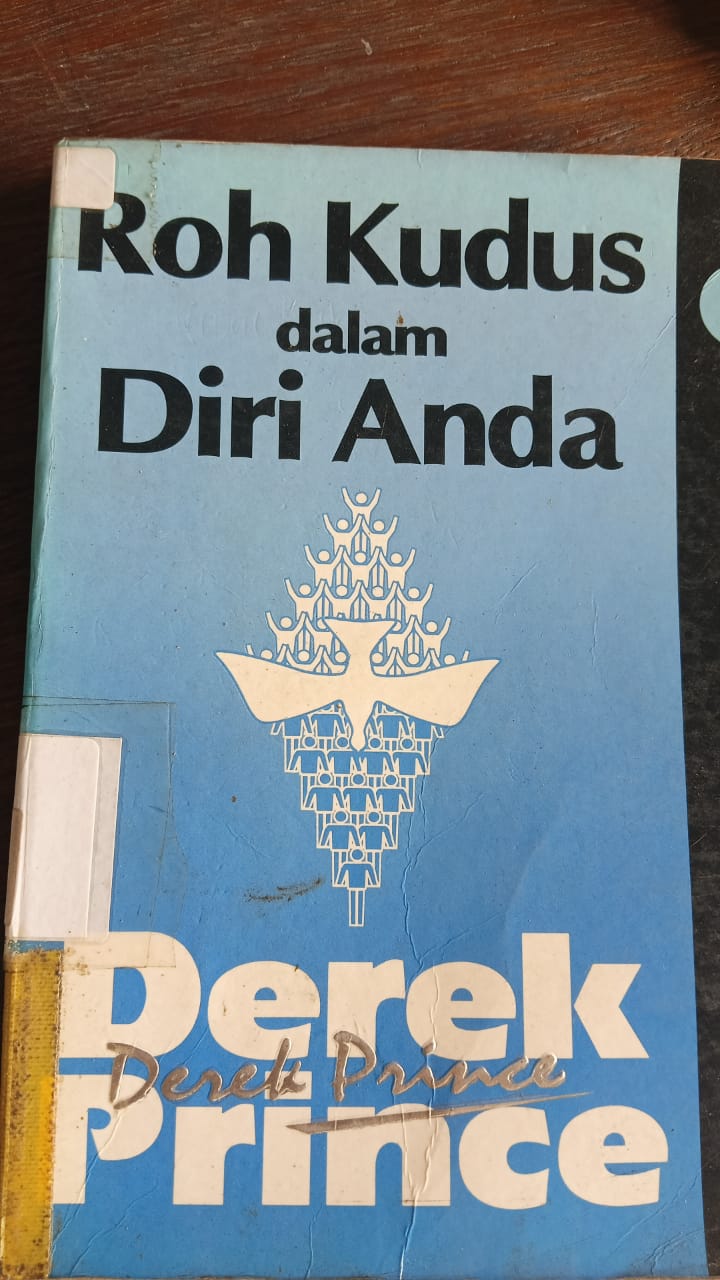 Roh Kudus
dalam
Diri Anda
Derek
Derek Prince
Prince